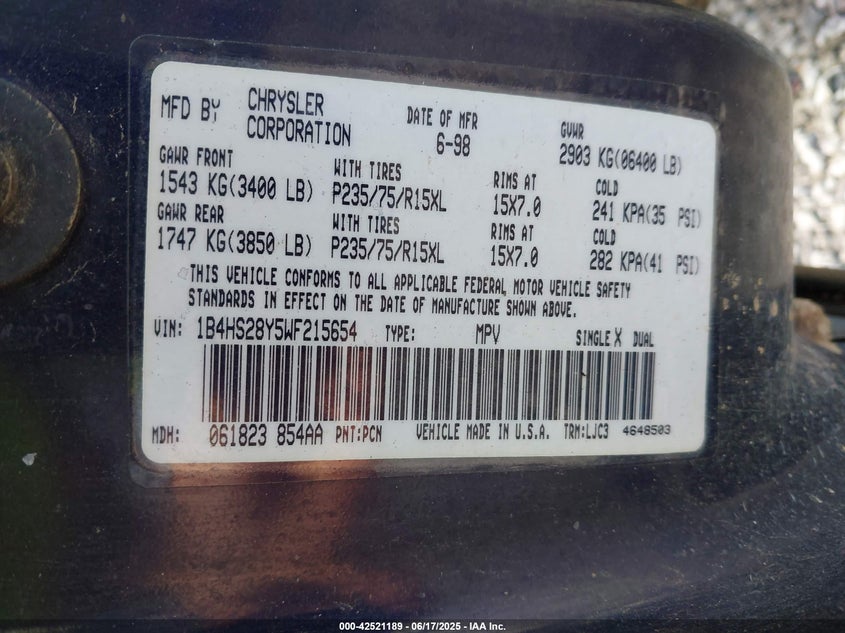 MFD BY: CHRYSLER CORPORATION DATE OF MFR 6-98 GVWR 2903 KG(06400 LB)
GAWR FRONT WITH TIRES RIMS AT COLD
1543 KG(3400 LB) P235/75/R15XL 15X7.0 241 KPA(35 PSI)
GAWR REAR WITH TIRES RIMS AT COLD
1747 KG(3850 LB) P235/75/R15XL 15X7.0 282 KPA(41 PSI)
THIS VEHICLE CONFORMS TO ALL APPLICABLE FEDERAL MOTOR VEHICLE SAFETY
STANDARDS IN EFFECT ON THE DATE OF MANUFACTURE SHOWN ABOVE.
VIN: 1B4HS28Y5WF215654 TYPE: MPV SINGLE X DUAL
MDH: 061823 854AA PNT:PCN VEHICLE MADE IN U.S.A. TRM:LJC3 4648503
000-42521189 - 06/17/2025 - IAA Inc.